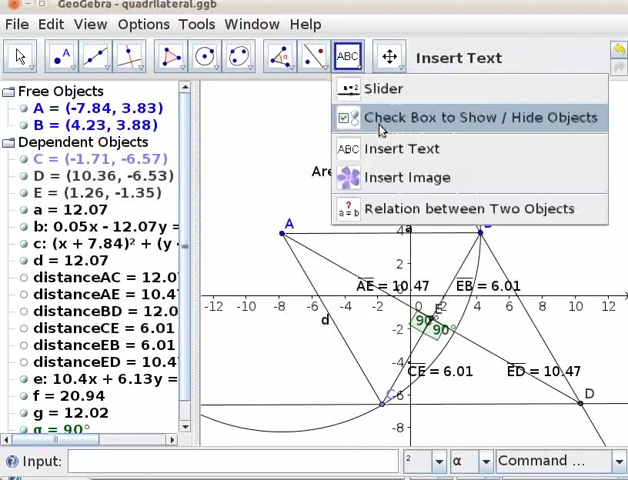 GeoGebra - quadrilateral.ggb
File Edit View Options Tools Window Help
A ABC Insert Text
Slider
Check Box to Show / Hide Objects
ABC Insert Text
Insert Image
? a=b Relation between Two Objects
Free Objects
A = (-7.84, 3.83)
B = (4.23, 3.88)
Dependent Objects
C = (-1.71, -6.57)
D = (10.36, -6.53)
E = (1.26, -1.35)
a = 12.07
b: 0.05x - 12.07y =
c: (x + 7.84)² + (y -
d = 12.07
distanceAC = 12.0
distanceAE = 10.4
distanceBD = 12.0
distanceCE = 6.01
distanceEB = 6.01
distanceED = 10.4
e: 10.4x + 6.13y =
f = 20.94
g = 12.02
α = 90°
Are
A a
4
AE = 10.47 EB = 6.01
2
-12 -10 -8 -6 -4 -2 0 2 4 6 8 10 12
d E
90° 90°
-2
-4
CE = 6.01 ED = 10.47
C D
-6
-8
Input: 2 α Command ...